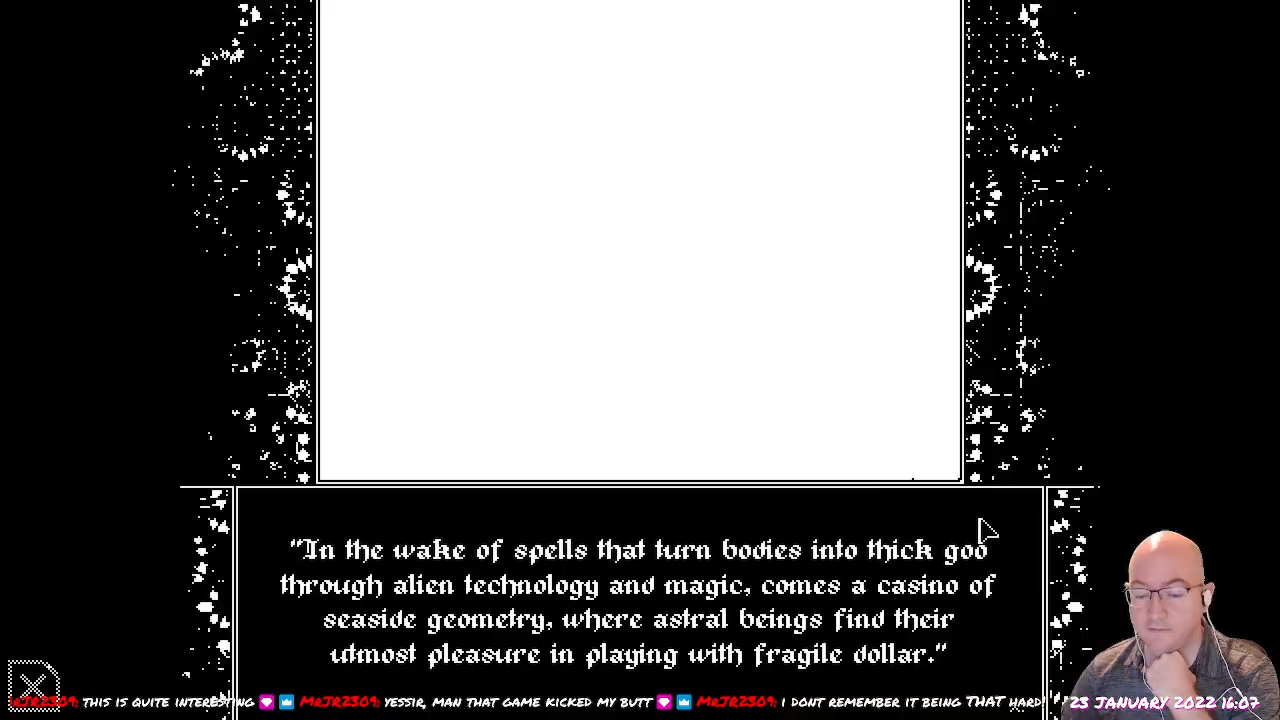 "In the wake of spells that turn bodies into thick goo
through alien technology and magic, comes a casino of
seaside geometry, where astral beings find their
utmost pleasure in playing with fragile dollar."
MrJR2309: THIS IS QUITE INTERESTING MRJR2309: YESSIR, MAN THAT GAME KICKED MY BUTT MRJR2309: I DONT REMEMBER IT BEING THAT HARD! 23 JANUARY 2022 16:07